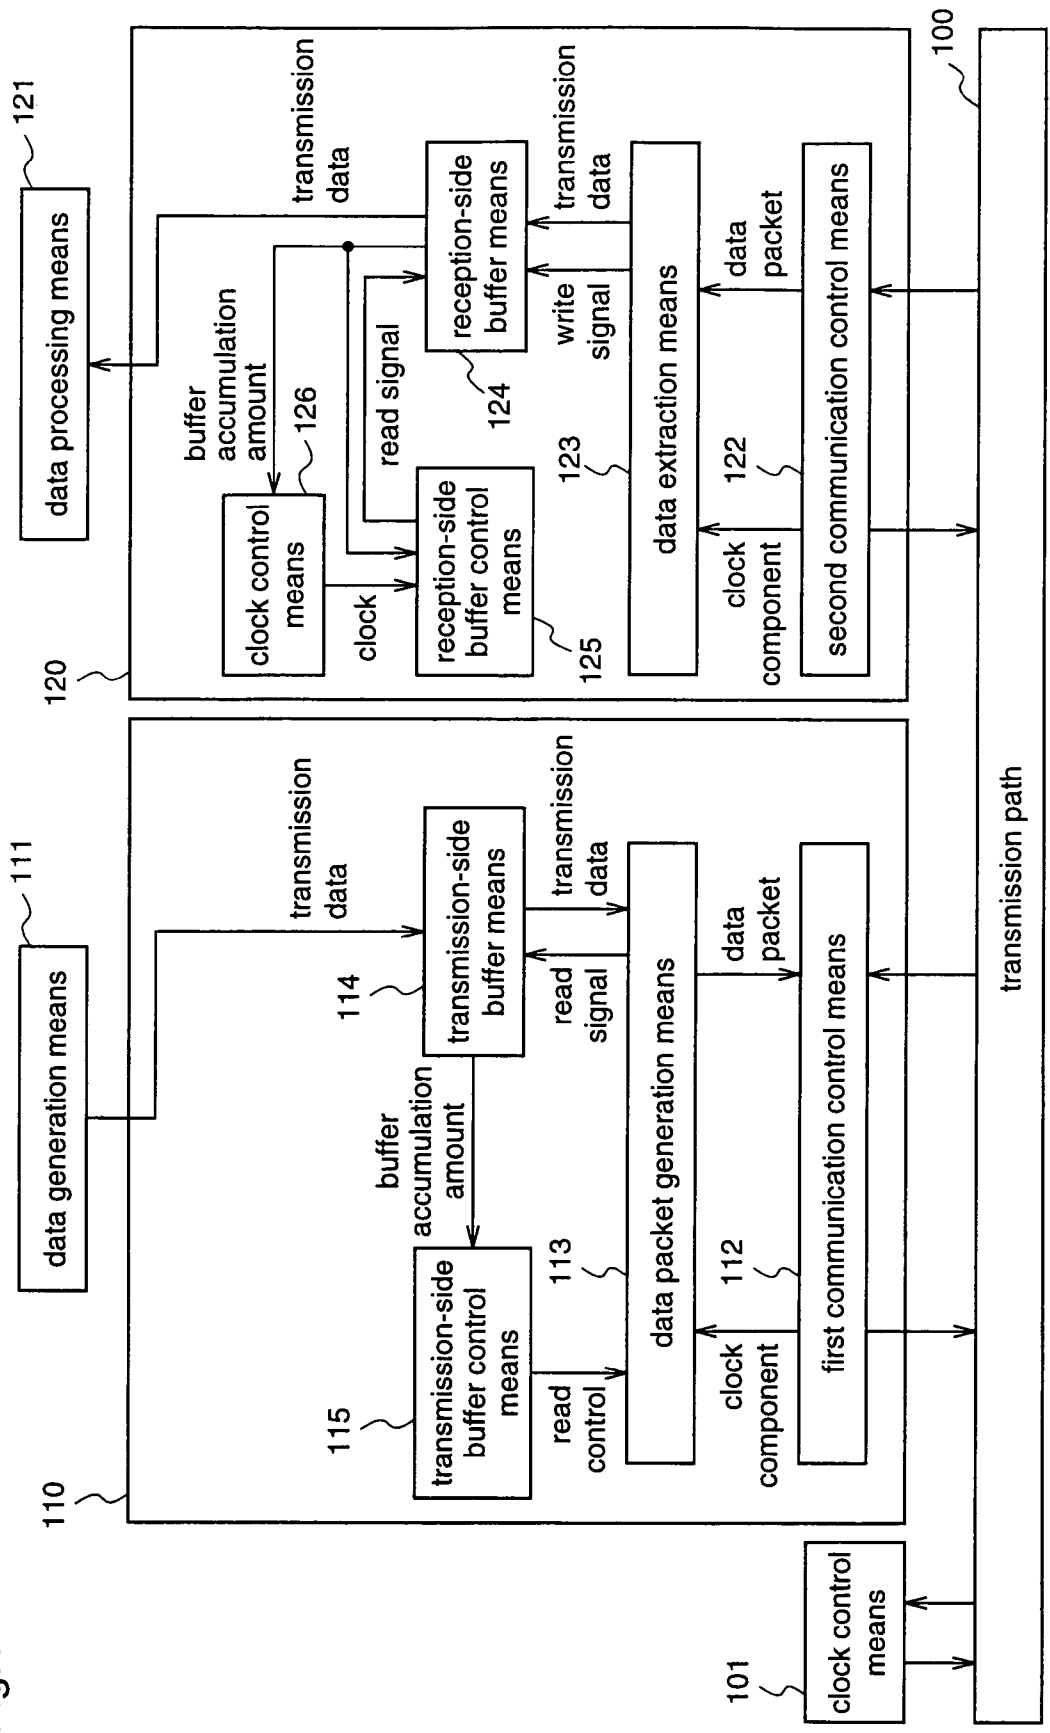 111
data generation means
121
data processing means
110
120
transmission
data
transmission
data
buffer
accumulation
amount
126
clock control
means
clock
read signal
115
transmission-side
buffer control
means
buffer
accumulation
amount
114
transmission-side
buffer means
reception-side
buffer control
means
125
124
reception-side
buffer means
read
control
read
signal
transmission
data
write
signal
transmission
data
113
data packet generation means
123
data extraction means
clock
component
112
data
packet
clock
component
122
data
packet
first communication control means
second communication control means
101
clock control
means
100
transmission path